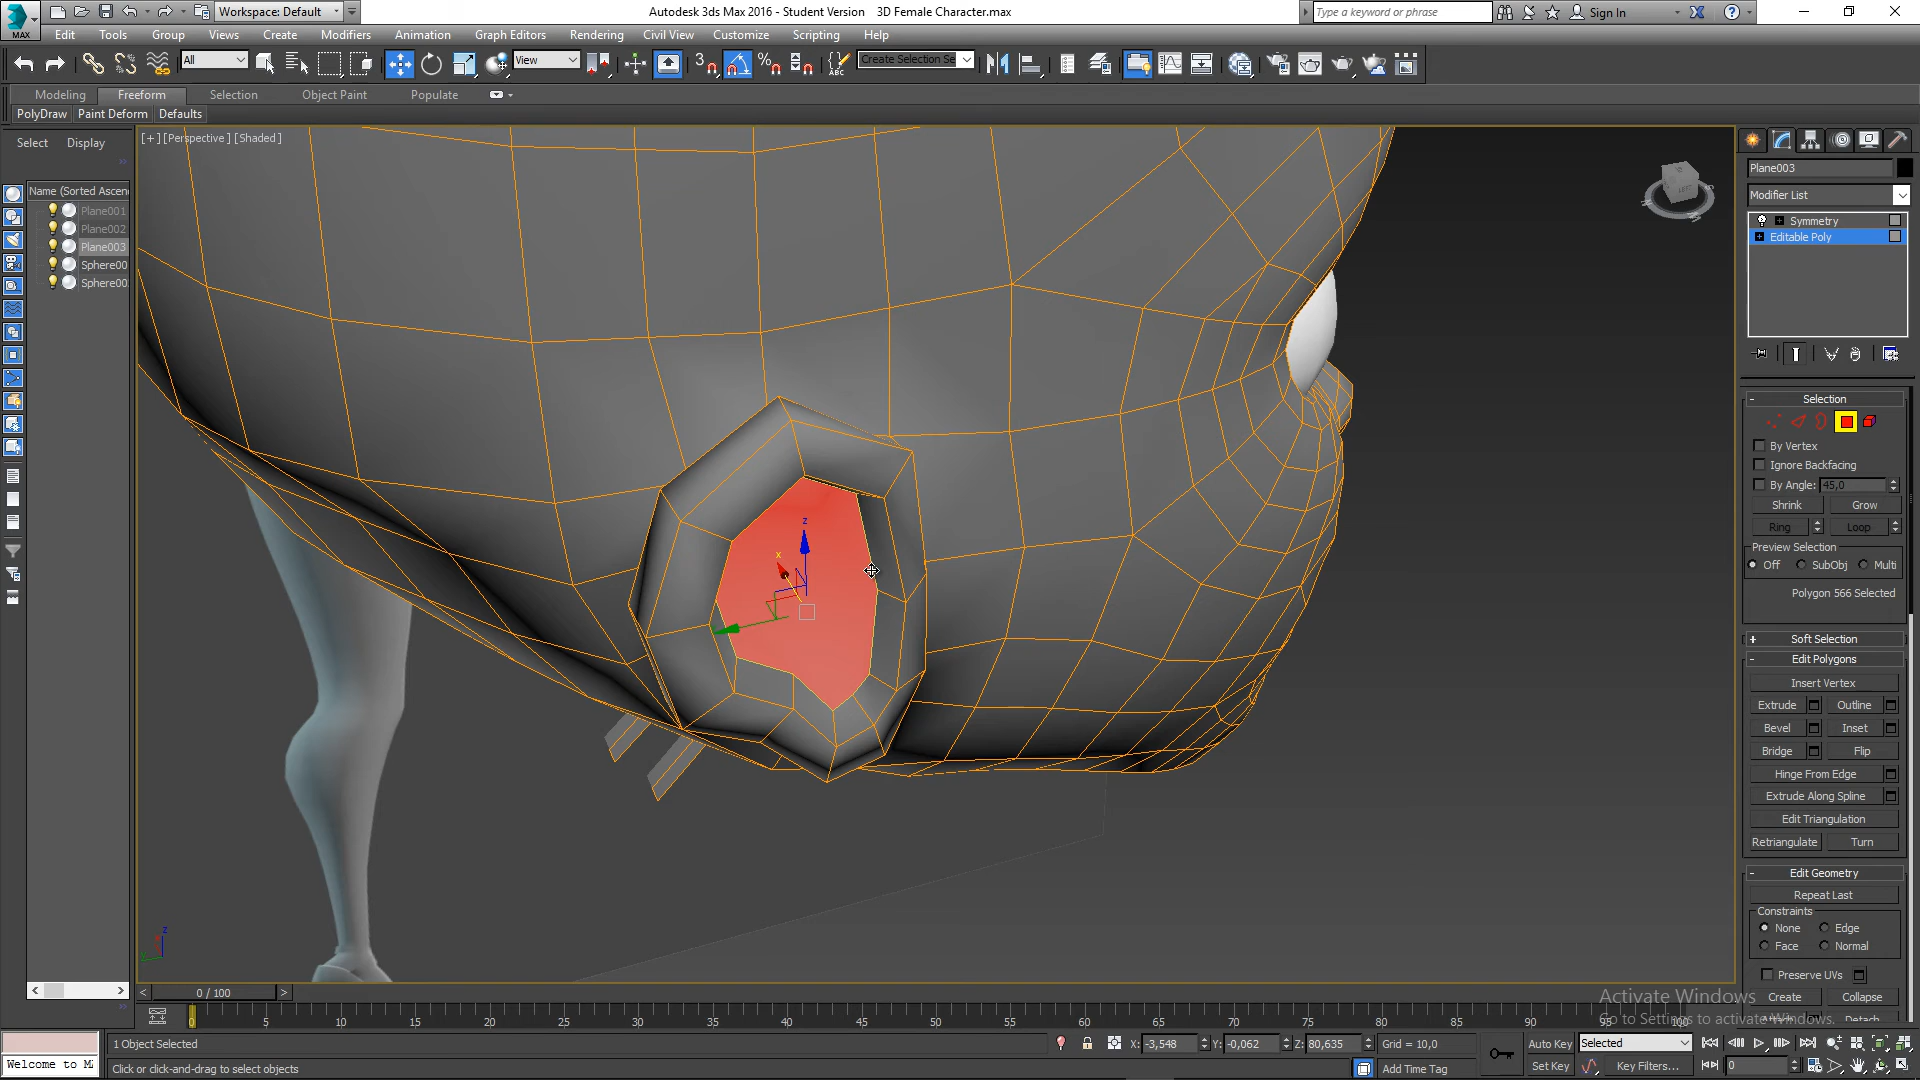 Workspace: Default
Autodesk 3ds Max 2016 - Student Version    3D Female Character.max
Type a keyword or phrase
Sign In
MAX
Edit Tools Group Views Create Modifiers Animation Graph Editors Rendering Civil View Customize Scripting Help
All
View
3
ABC
Create Selection Se
Modeling Freeform Selection Object Paint Populate
PolyDraw Paint Deform Defaults
Select Display
[+] [Perspective ] [Shaded ]
Name (Sorted Ascen
Plane001
Plane002
Plane003
Sphere00
Sphere00
LEFT
Plane003
Modifier List
Symmetry
Editable Poly
Selection
By Vertex
Ignore Backfacing
By Angle: 45,0
Shrink Grow
Ring Loop
Preview Selection
Off SubObj Multi
Polygon 566 Selected
Soft Selection
Edit Polygons
Insert Vertex
Extrude Outline
Bevel Inset
Bridge Flip
Hinge From Edge
Extrude Along Spline
Edit Triangulation
Retriangulate Turn
Edit Geometry
Repeat Last
Constraints
None Edge
Face Normal
Preserve UVs
Create Collapse
Detach
z
x
z
y
Activate Windows
Go to Settings to activate Windows.
0 / 100
0 5 10 15 20 25 30 35 40 45 50 55 60 65 70 75 80 85 90 95 100
1 Object Selected
X: -3,548 Y: -0,062 Z: 80,635 Grid = 10,0
Auto Key Selected
Welcome to M
Click or click-and-drag to select objects
Add Time Tag
Set Key Key Filters... 0